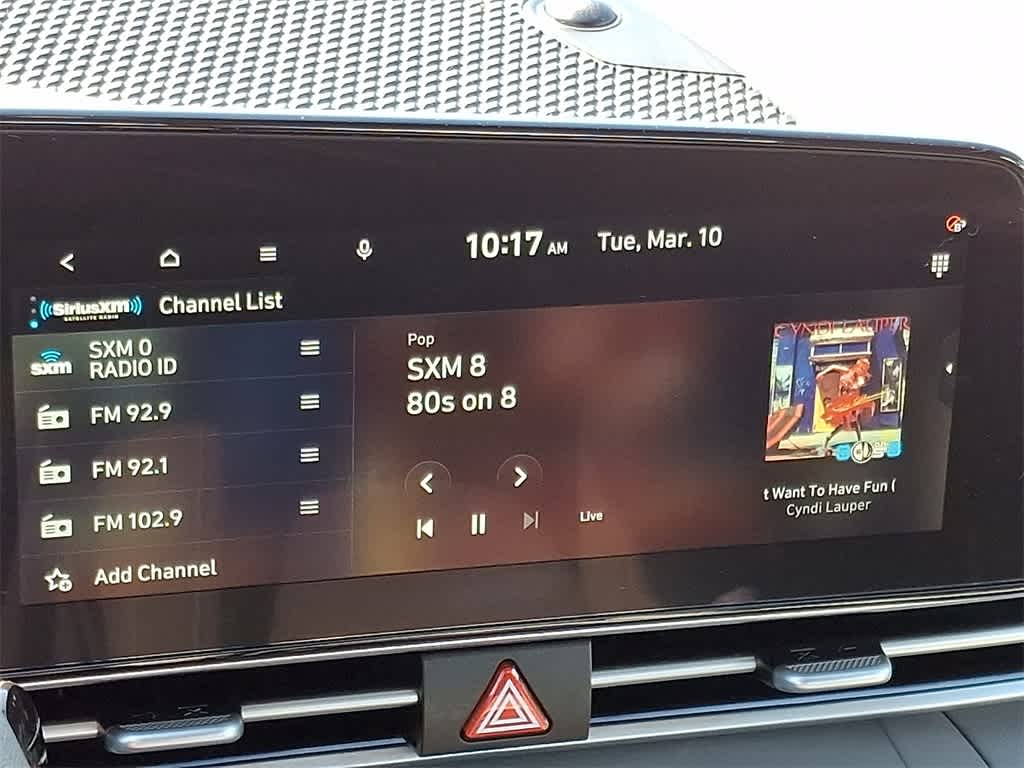 10:17 AM Tue, Mar. 10
SiriusXM
SATELLITE RADIO
Channel List
sxm
SXM 0
RADIO ID
FM 92.9
FM 92.1
FM 102.9
Add Channel
Pop
SXM 8
80s on 8
Live
CYNDI LAUPER
t Want To Have Fun (
Cyndi Lauper